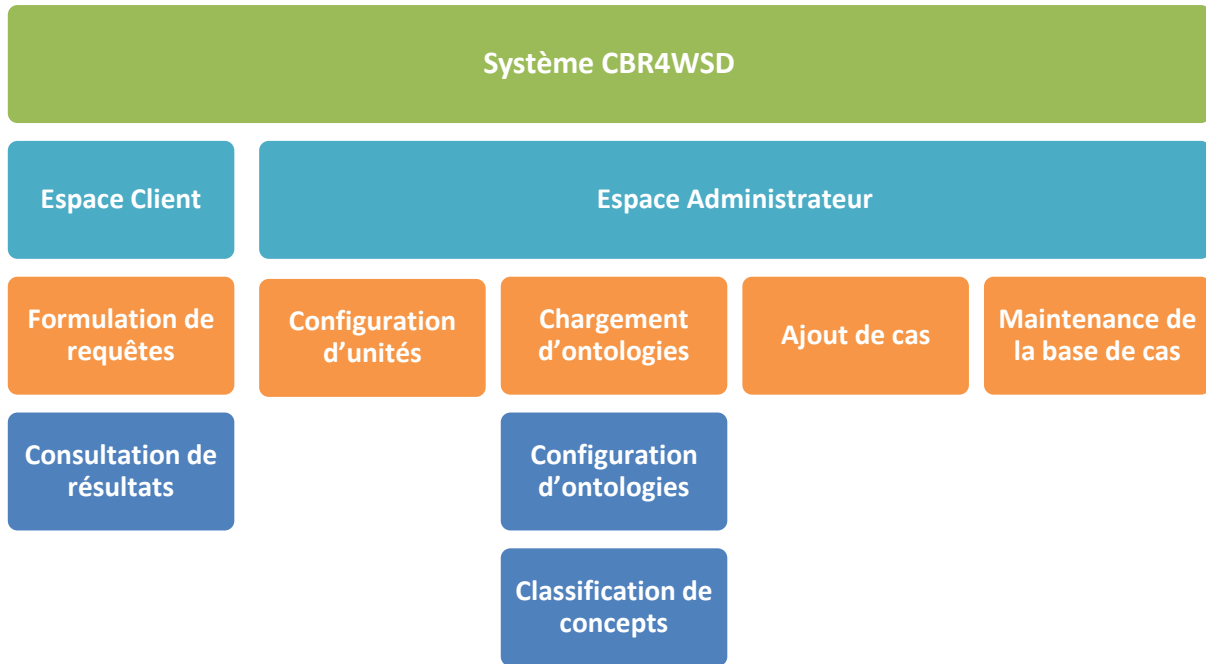 Système CBR4WSD
Espace Client
Espace Administrateur
Formulation de
requêtes
Configuration
d’unités
Chargement
d’ontologies
Ajout de cas
Maintenance de
la base de cas
Consultation de
résultats
Configuration
d’ontologies
Classification de
concepts